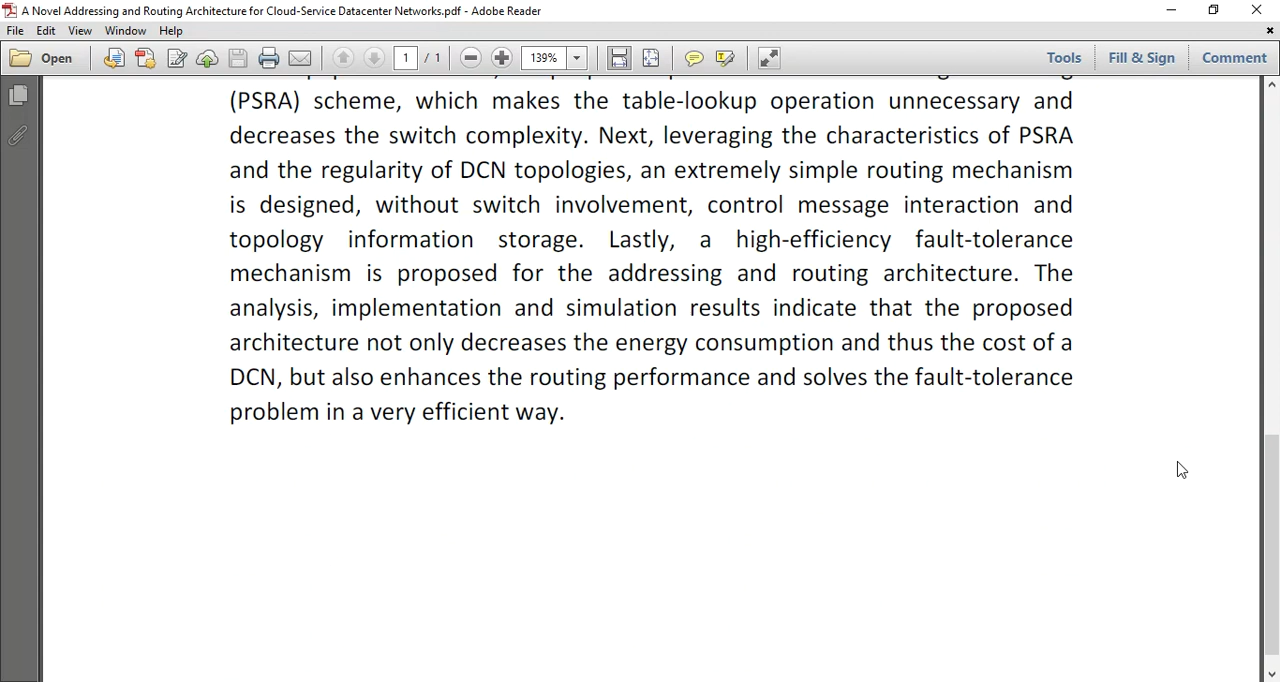 A Novel Addressing and Routing Architecture for Cloud-Service Datacenter Networks.pdf - Adobe Reader
File Edit View Window Help
Open 1 / 1 139% Tools Fill & Sign Comment
(PSRA) scheme, which makes the table-lookup operation unnecessary and
decreases the switch complexity. Next, leveraging the characteristics of PSRA
and the regularity of DCN topologies, an extremely simple routing mechanism
is designed, without switch involvement, control message interaction and
topology information storage. Lastly, a high-efficiency fault-tolerance
mechanism is proposed for the addressing and routing architecture. The
analysis, implementation and simulation results indicate that the proposed
architecture not only decreases the energy consumption and thus the cost of a
DCN, but also enhances the routing performance and solves the fault-tolerance
problem in a very efficient way.